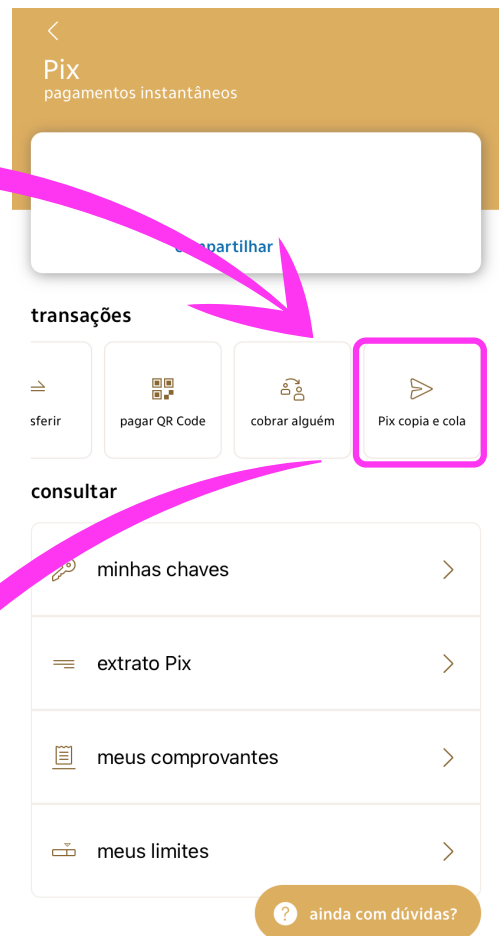 Pix
pagamentos instantâneos
compartilhar
transações
sferir
pagar QR Code
cobrar alguém
Pix copia e cola
consultar
minhas chaves
extrato Pix
meus comprovantes
meus limites
? ainda com dúvidas?